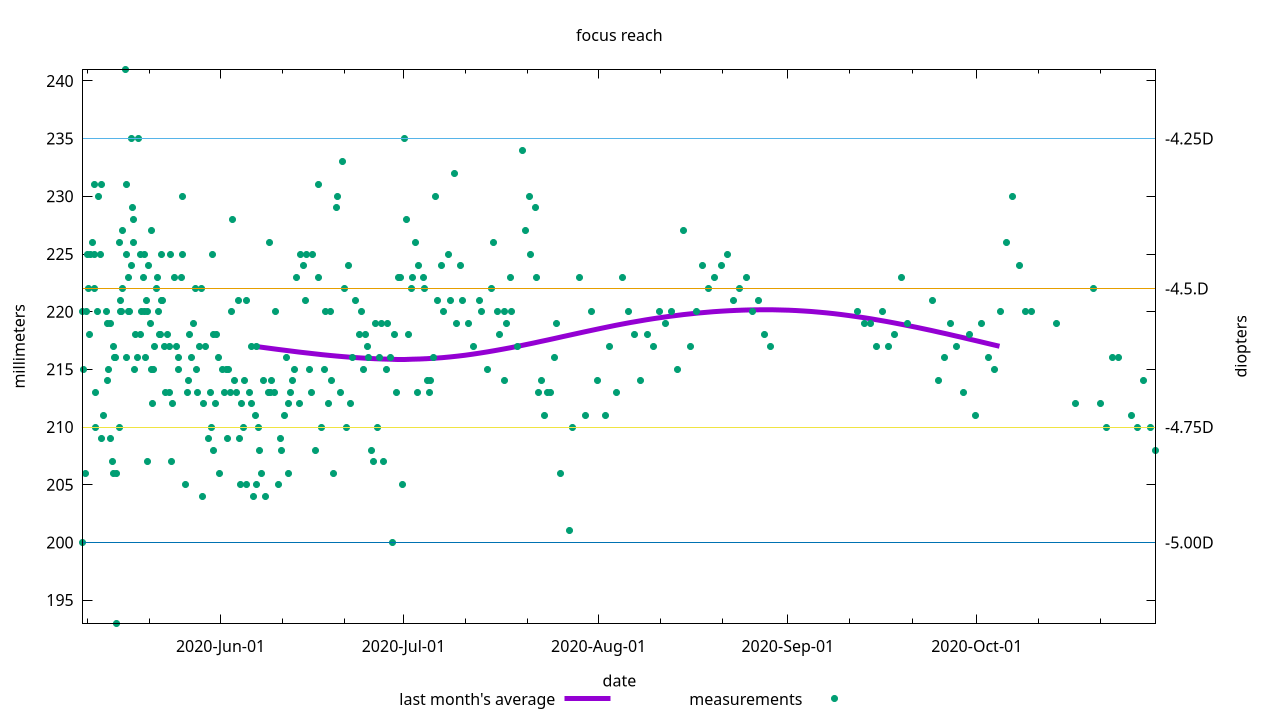 focus reach
240
235
230
225
220
215
210
205
200
195
millimeters
-4.25D
-4.5.D
-4.75D
-5.00D
diopters
2020-Jun-01
2020-Jul-01
2020-Aug-01
2020-Sep-01
2020-Oct-01
date
last month's average
measurements